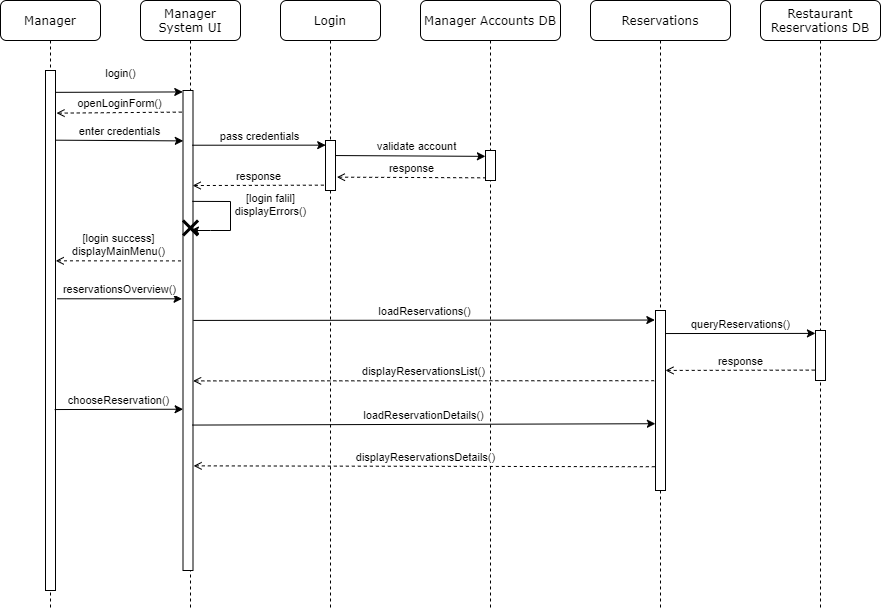 Manager
Manager
System UI
Login
Manager Accounts DB
Reservations
Restaurant
Reservations DB
login()
openLoginForm()
enter credentials
pass credentials
validate account
response
response
[login falil]
displayErrors()
[login success]
displayMainMenu()
reservationsOverview()
loadReservations()
queryReservations()
response
displayReservationsList()
chooseReservation()
loadReservationDetails()
displayReservationsDetails()